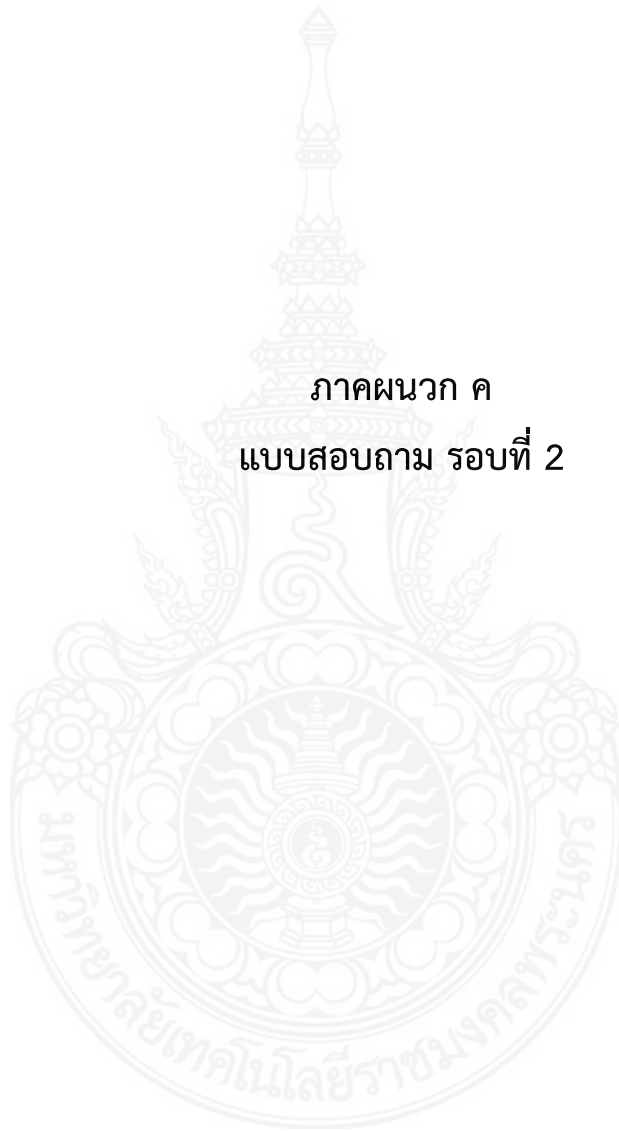 ภาคผนวก ค
แบบสอบถาม รอบที่ 2
มหาวิทยาลัยเทคโนโลยีราชมงคลพระนคร